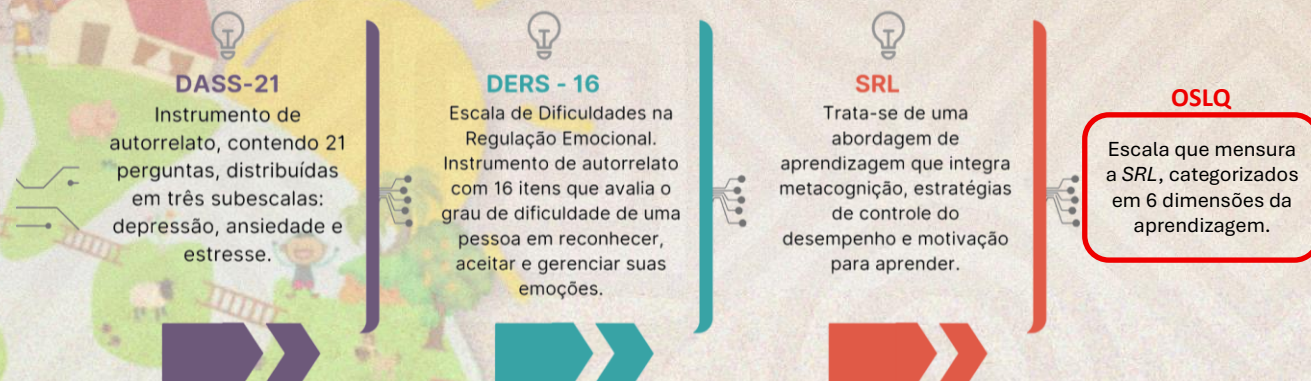 DASS-21
Instrumento de
autorrelato, contendo 21
perguntas, distribuídas
em três subescalas:
depressão, ansiedade e
estresse.
DERS - 16
Escala de Dificuldades na
Regulação Emocional.
Instrumento de autorrelato
com 16 itens que avalia o
grau de dificuldade de uma
pessoa em reconhecer,
aceitar e gerenciar suas
emoções.
SRL
Trata-se de uma
abordagem de
aprendizagem que integra
metacognição, estratégias
de controle do
desempenho e motivação
para aprender.
OSLQ
Escala que mensura
a SRL, categorizados
em 6 dimensões da
aprendizagem.